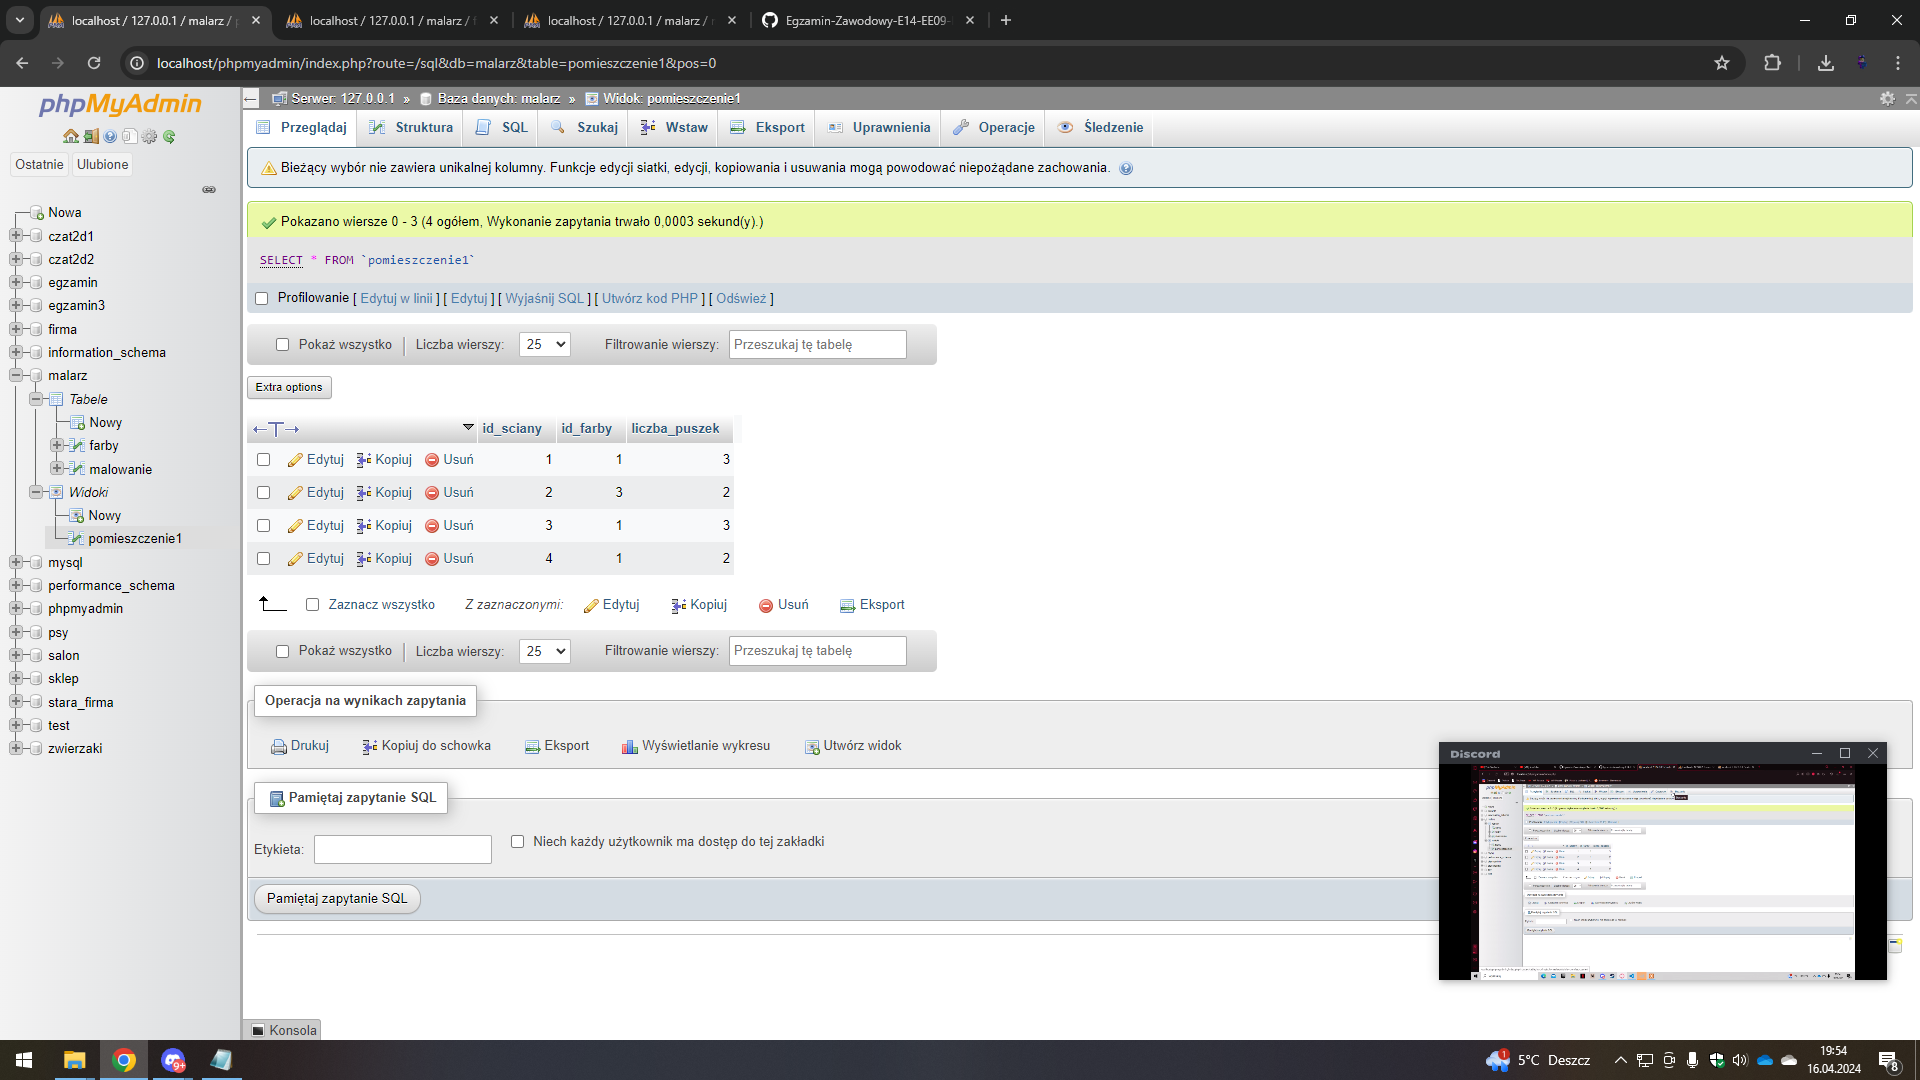 localhost / 127.0.0.1 / malarz /
localhost / 127.0.0.1 / malarz /
localhost / 127.0.0.1 / malarz /
Egzamin-Zawodowy-E14-EE09-
localhost/phpmyadmin/index.php?route=/sql&db=malarz&table=pomieszczenie1&pos=0
phpMyAdmin
Ostatnie
Ulubione
Nowa
czat2d1
czat2d2
egzamin
egzamin3
firma
information_schema
malarz
Tabele
Nowy
farby
malowanie
Widoki
Nowy
pomieszczenie1
mysql
performance_schema
phpmyadmin
psy
salon
sklep
stara_firma
test
zwierzaki
Serwer: 127.0.0.1 » Baza danych: malarz » Widok: pomieszczenie1
Przeglądaj Struktura SQL Szukaj Wstaw Eksport Uprawnienia Operacje Śledzenie
Bieżący wybór nie zawiera unikalnej kolumny. Funkcje edycji siatki, edycji, kopiowania i usuwania mogą powodować niepożądane zachowania.
Pokazano wiersze 0 - 3 (4 ogółem, Wykonanie zapytania trwało 0,0003 sekund(y).)
SELECT * FROM `pomieszczenie1`
Profilowanie [ Edytuj w linii ] [ Edytuj ] [ Wyjaśnij SQL ] [ Utwórz kod PHP ] [ Odśwież ]
Pokaż wszystko Liczba wierszy: 25 Filtrowanie wierszy: Przeszukaj tę tabelę
Extra options
←T→ id_sciany id_farby liczba_puszek
Edytuj Kopiuj Usuń 1 1 3
Edytuj Kopiuj Usuń 2 3 2
Edytuj Kopiuj Usuń 3 1 3
Edytuj Kopiuj Usuń 4 1 2
Zaznacz wszystko Z zaznaczonymi: Edytuj Kopiuj Usuń Eksport
Pokaż wszystko Liczba wierszy: 25 Filtrowanie wierszy: Przeszukaj tę tabelę
Operacja na wynikach zapytania
Drukuj Kopiuj do schowka Eksport Wyświetlanie wykresu Utwórz widok
Pamiętaj zapytanie SQL
Etykieta:
Niech każdy użytkownik ma dostęp do tej zakładki
Pamiętaj zapytanie SQL
Konsola
Discord
9+
1
5°C Deszcz
19:54
16.04.2024
8